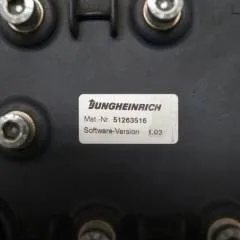 JUNGHEINRICH
Mat.-Nr. 51263516
Software-Version 1.03